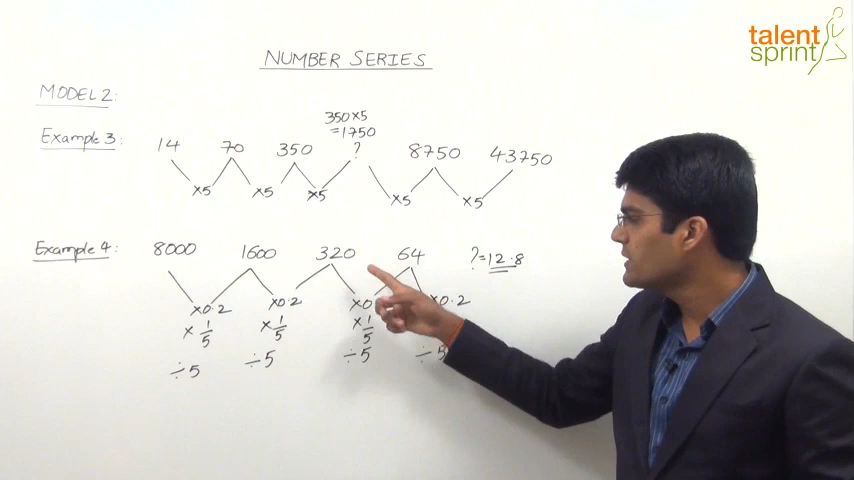 talent
sprint
NUMBER SERIES
MODEL 2:
350×5
=1750
Example 3: 14 70 350 ? 8750 43750
×5 ×5 ×5 ×5 ×5
Example 4: 8000 1600 320 64 ?=12.8
×0.2 ×0.2 ×0 ×0.2
×1/5 ×1/5 ×1/5
÷5 ÷5 ÷5 ÷5